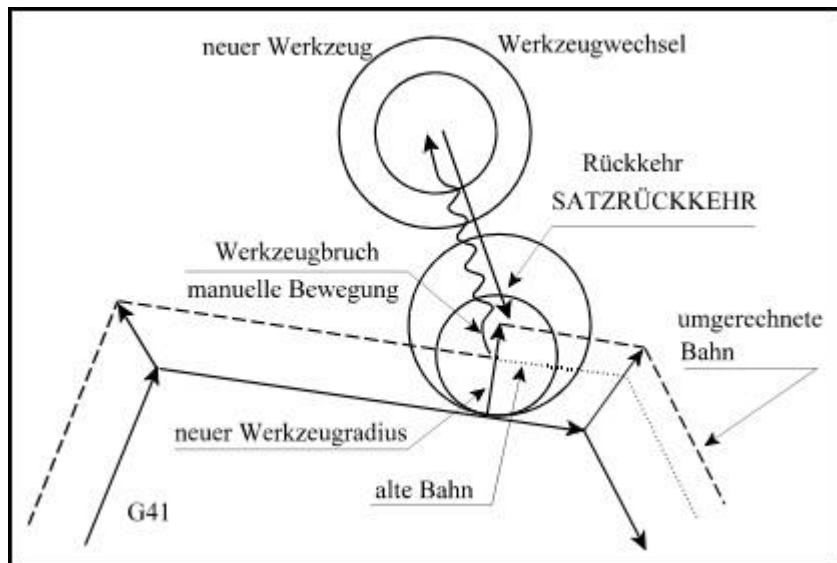 neuer Werkzeug
Werkzeugwechsel
Rückkehr
SATZRÜCKKEHR
Werkzeugbruch
manuelle Bewegung
umgerechnete
Bahn
neuer Werkzeugradius
alte Bahn
G41